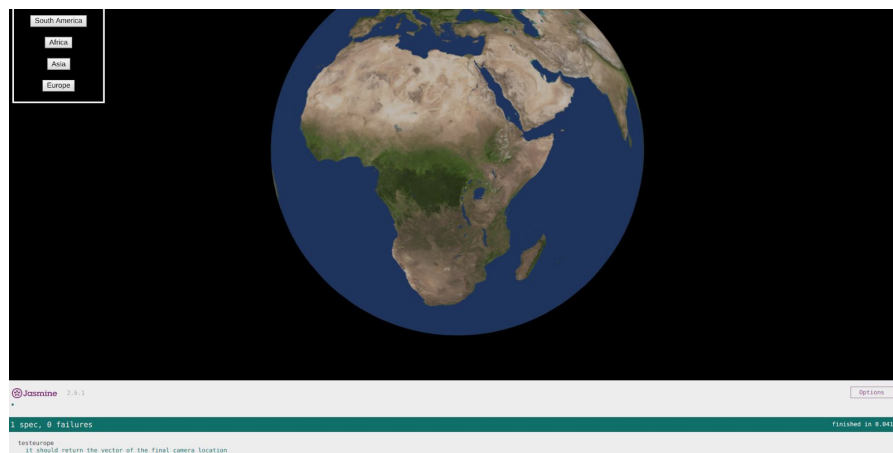 South America
Africa
Asia
Europe
Jasmine 2.6.1
Options
•
1 spec, 0 failures
finished in 0.041
testeurope
it should return the vector of the final camera location